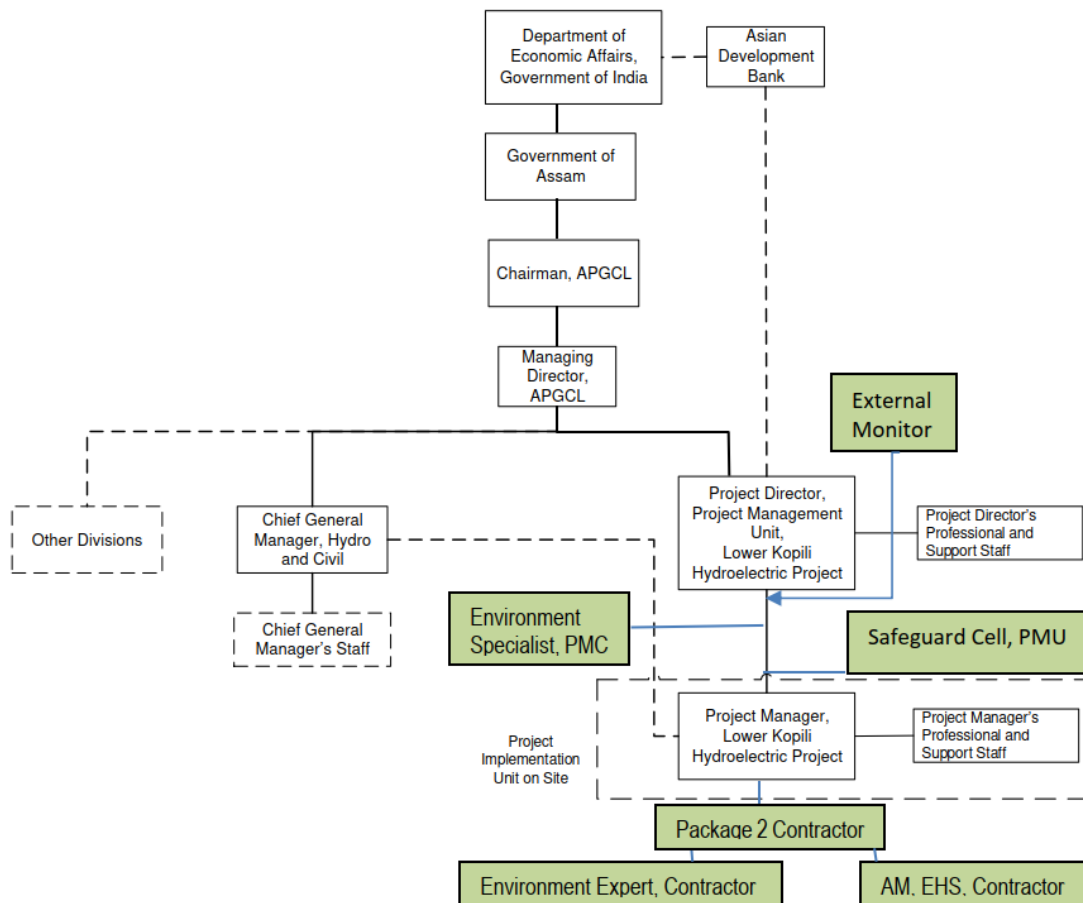 Department of
Economic Affairs,
Government of India
Asian
Development
Bank
Government of
Assam
Chairman, APGCL
Managing
Director,
APGCL
External
Monitor
Other Divisions
Chief General
Manager, Hydro
and Civil
Project Director,
Project Management
Unit,
Lower Kopili
Hydroelectric Project
Project Director's
Professional and
Support Staff
Chief General
Manager's Staff
Environment
Specialist, PMC
Safeguard Cell, PMU
Project
Implementation
Unit on Site
Project Manager,
Lower Kopili
Hydroelectric Project
Project Manager's
Professional and
Support Staff
Package 2 Contractor
Environment Expert, Contractor
AM, EHS, Contractor